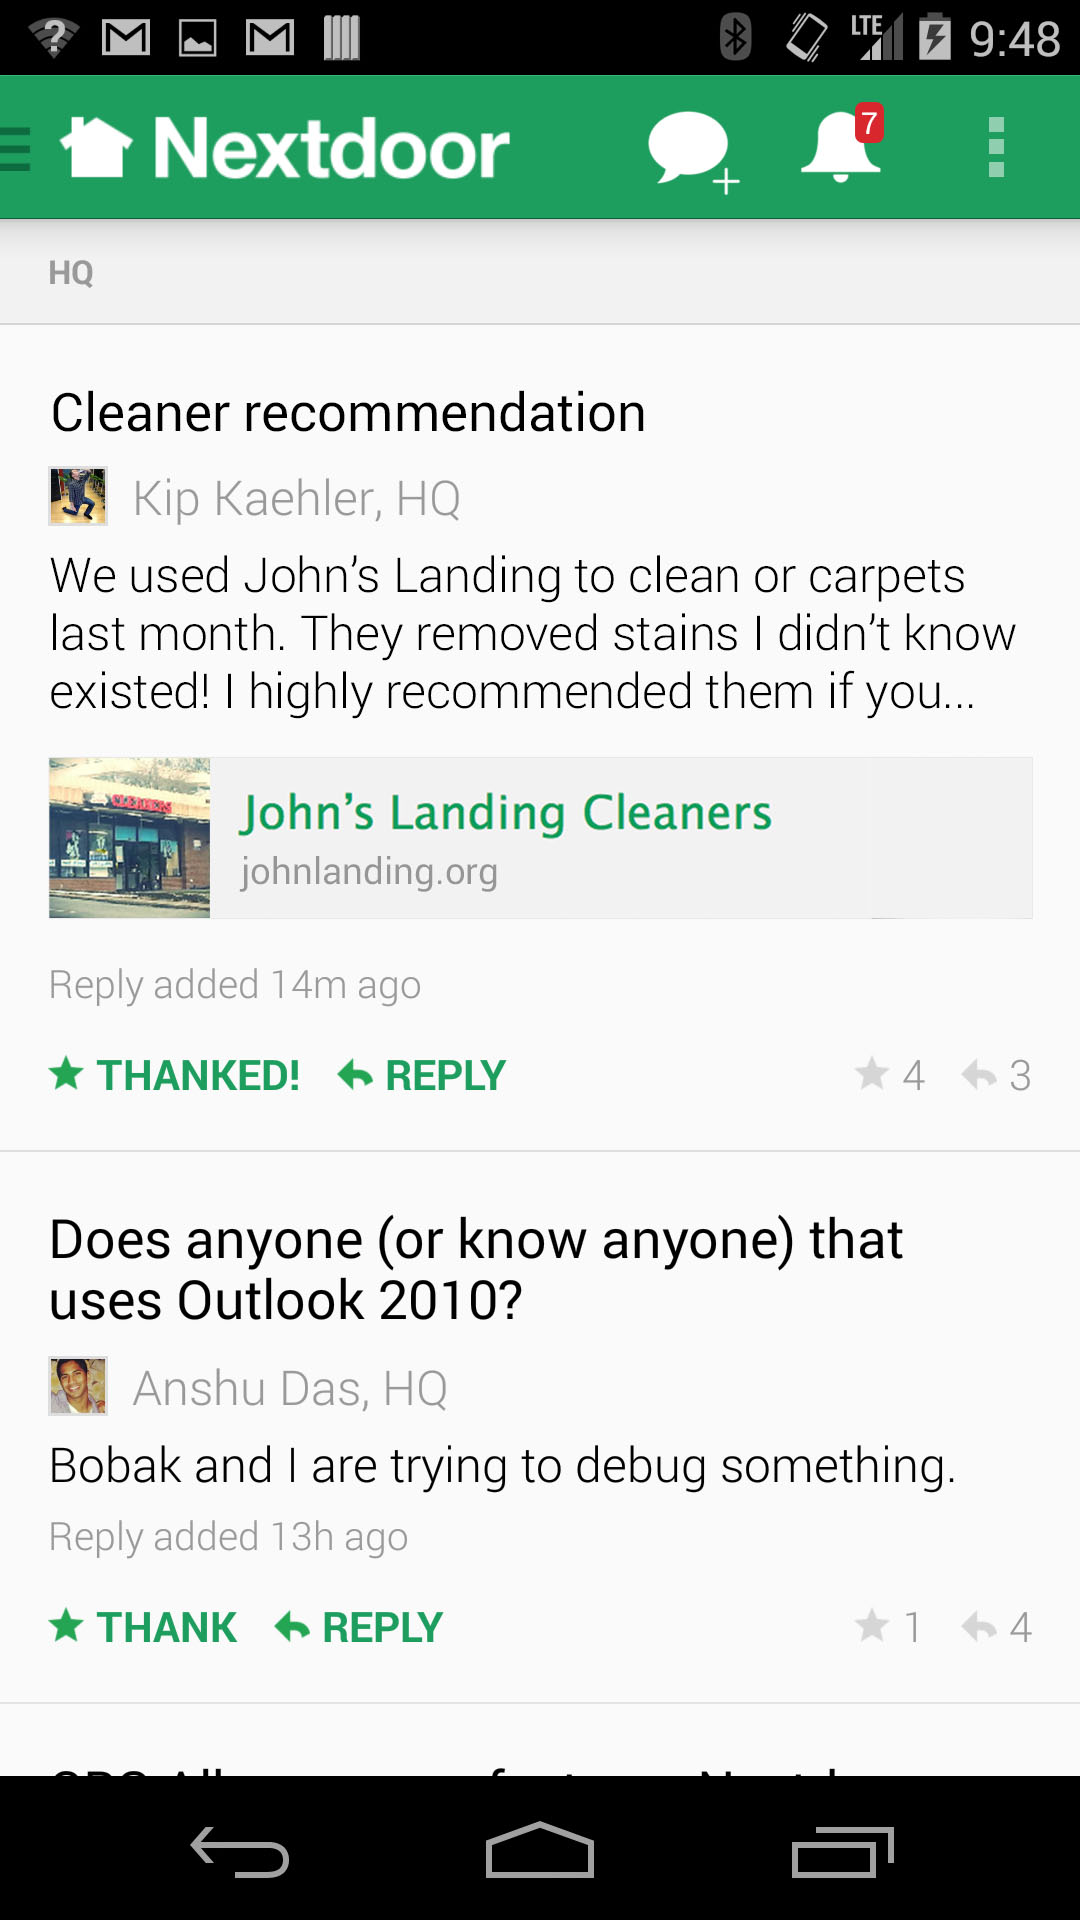 LTE 9:48
Nextdoor 7
HQ
Cleaner recommendation
Kip Kaehler, HQ
We used John's Landing to clean or carpets
last month. They removed stains I didn't know
existed! I highly recommended them if you...
CLEANERS
John's Landing Cleaners
johnlanding.org
Reply added 14m ago
THANKED! REPLY 4 3
Does anyone (or know anyone) that
uses Outlook 2010?
Anshu Das, HQ
Bobak and I are trying to debug something.
Reply added 13h ago
THANK REPLY 1 4